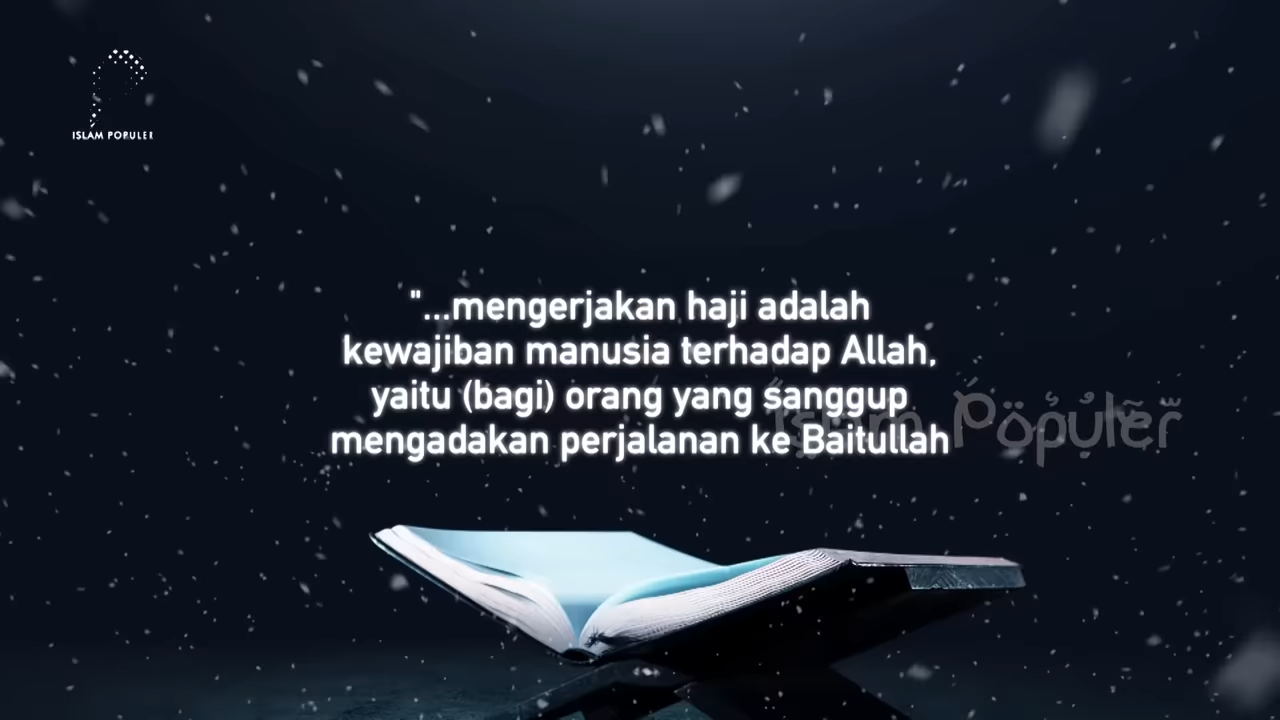 ISLAM POPULER
"...mengerjakan haji adalah
kewajiban manusia terhadap Allah,
yaitu (bagi) orang yang sanggup
mengadakan perjalanan ke Baitullah
Islam Populer